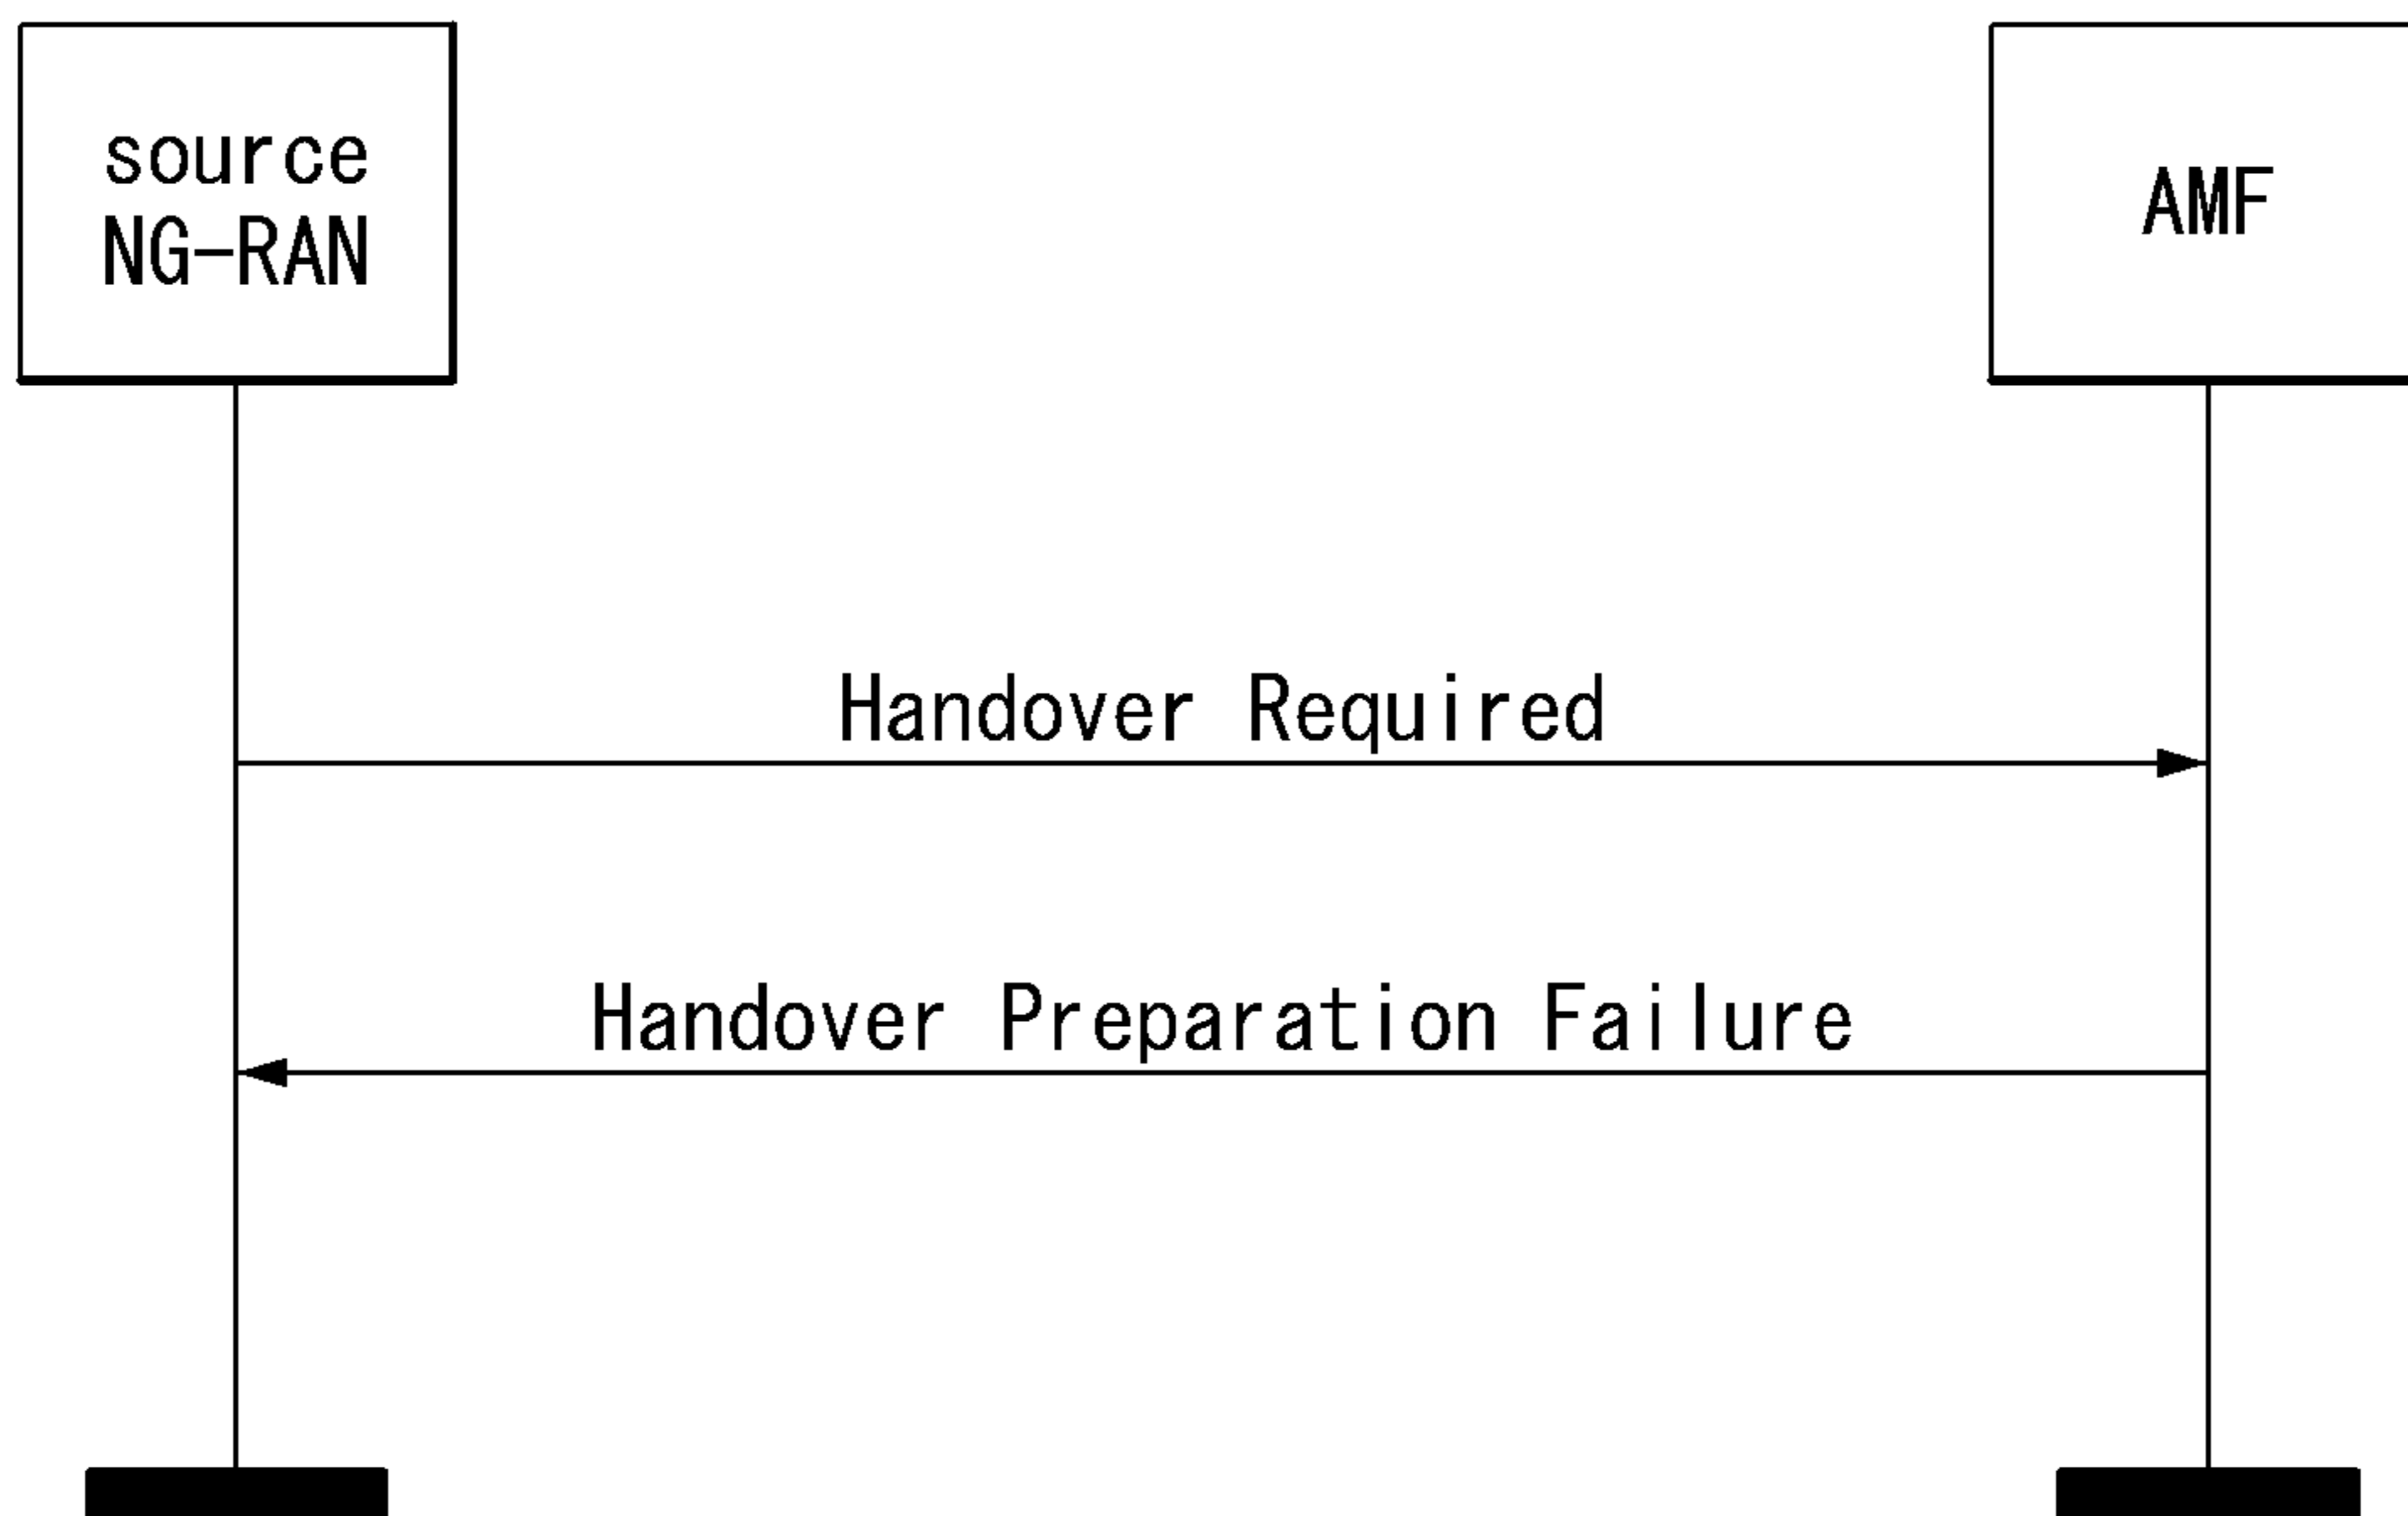 source
NG-RAN
AMF
Handover Required
Handover Preparation Failure